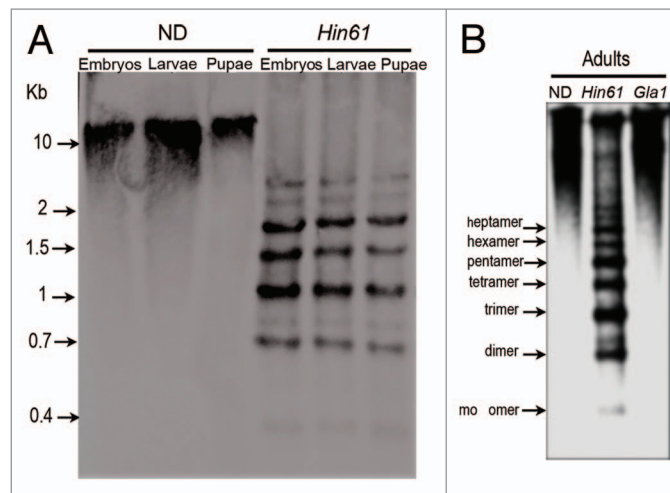 A
ND
Hin61
Embryos Larvae Pupae
Embryos Larvae Pupae
Kb
10
2
1.5
1
0.7
0.4
B
Adults
ND Hin61 Gla1
heptamer
hexamer
pentamer
tetramer
trimer
dimer
mo omer